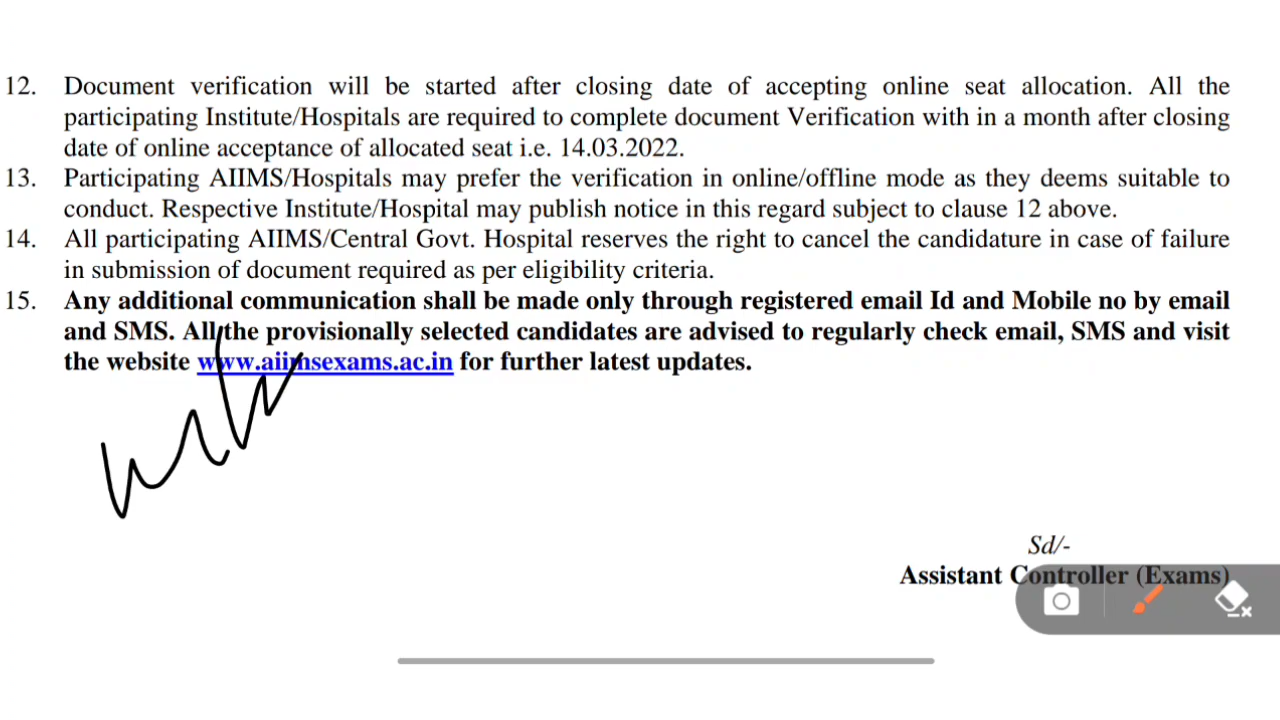 12. Document verification will be started after closing date of accepting online seat allocation. All the
participating Institute/Hospitals are required to complete document Verification with in a month after closing
date of online acceptance of allocated seat i.e. 14.03.2022.
13. Participating AIIMS/Hospitals may prefer the verification in online/offline mode as they deems suitable to
conduct. Respective Institute/Hospital may publish notice in this regard subject to clause 12 above.
14. All participating AIIMS/Central Govt. Hospital reserves the right to cancel the candidature in case of failure
in submission of document required as per eligibility criteria.
15. Any additional communication shall be made only through registered email Id and Mobile no by email
and SMS. All the provisionally selected candidates are advised to regularly check email, SMS and visit
the website www.aiimsexams.ac.in for further latest updates.
Sd/-
Assistant Controller (Exams)